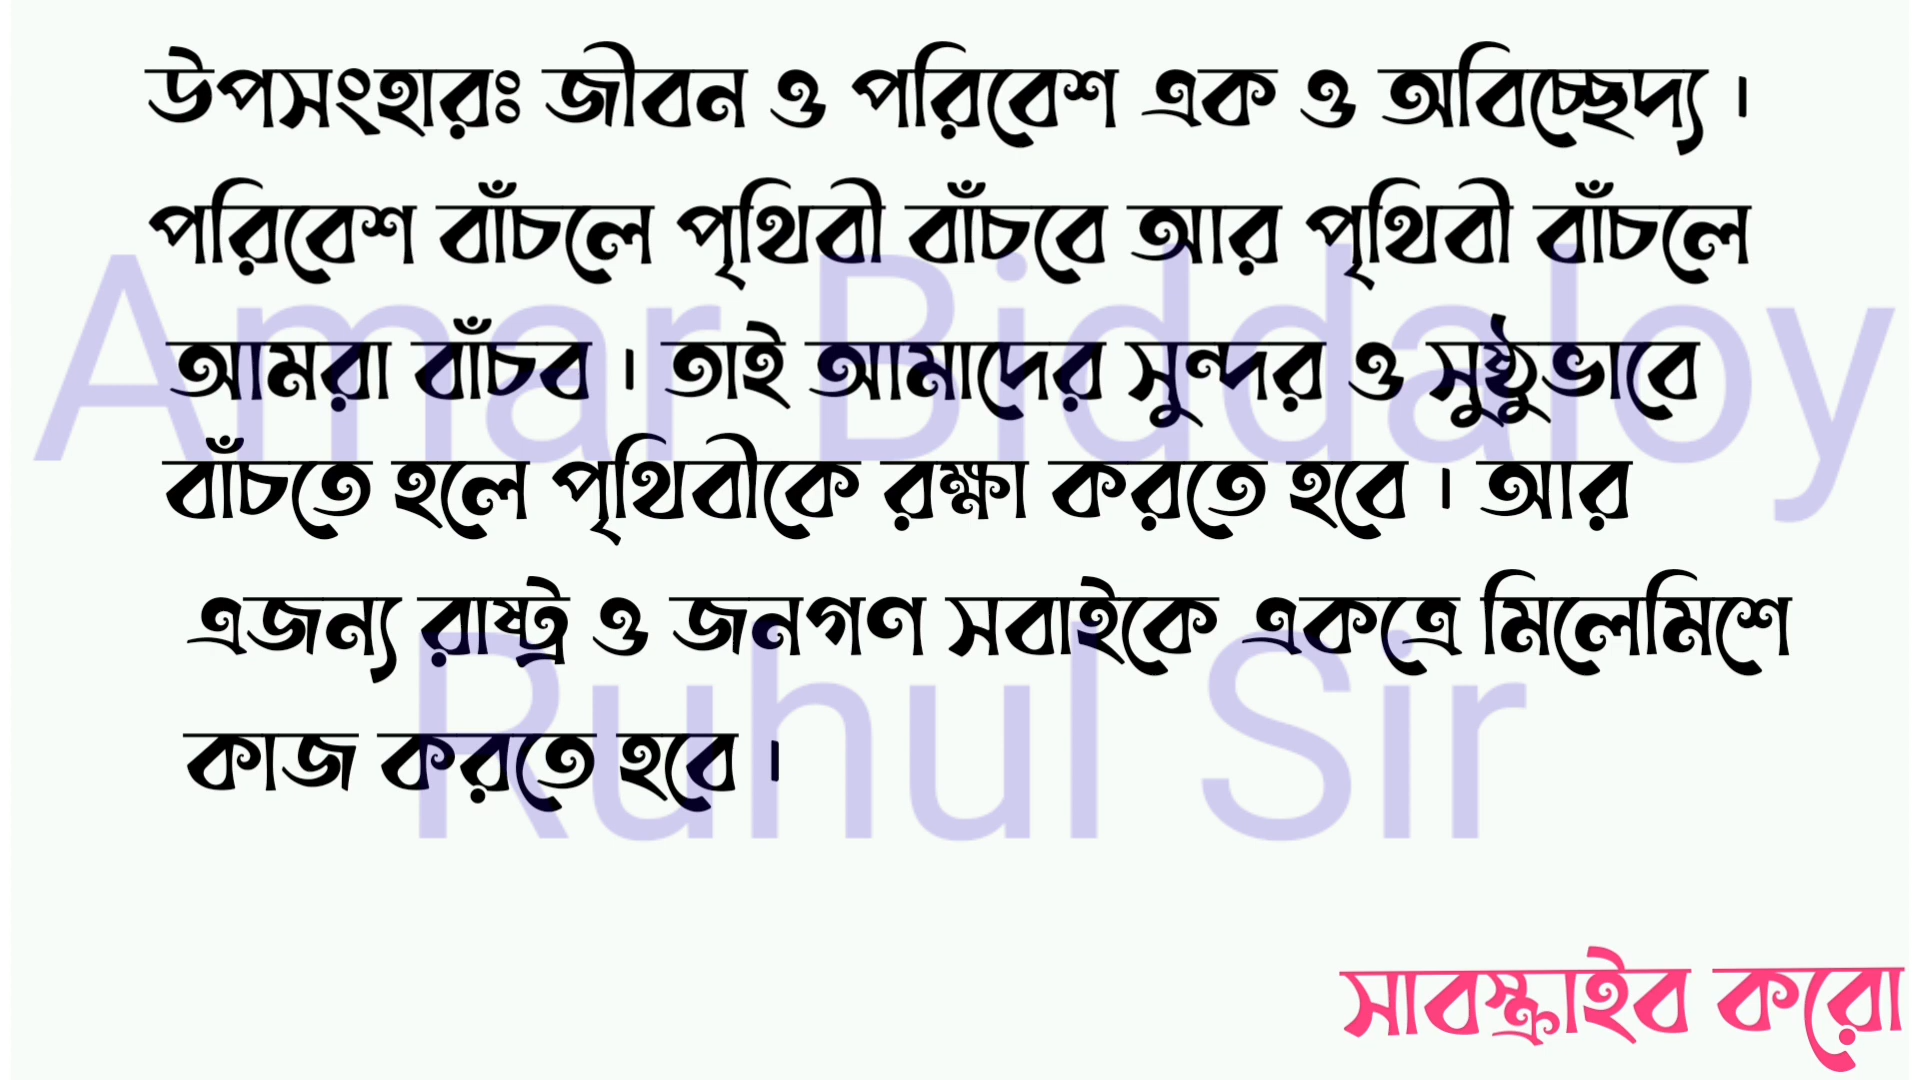 উপসংহারঃ জীবন ও পরিবেশ এক ও অবিচ্ছেদ্য ।
পরিবেশ বাঁচলে পৃথিবী বাঁচবে আর পৃথিবী বাঁচলে
আমরা বাঁচব । তাই আমাদের সুন্দর ও সুষ্ঠুভাবে
Amar Biddaloy
বাঁচতে হলে পৃথিবীকে রক্ষা করতে হবে । আর
এজন্য রাষ্ট্র ও জনগণ সবাইকে একত্রে মিলেমিশে
Ruhul Sir
কাজ করতে হবে ।
সাবস্ক্রাইব করো